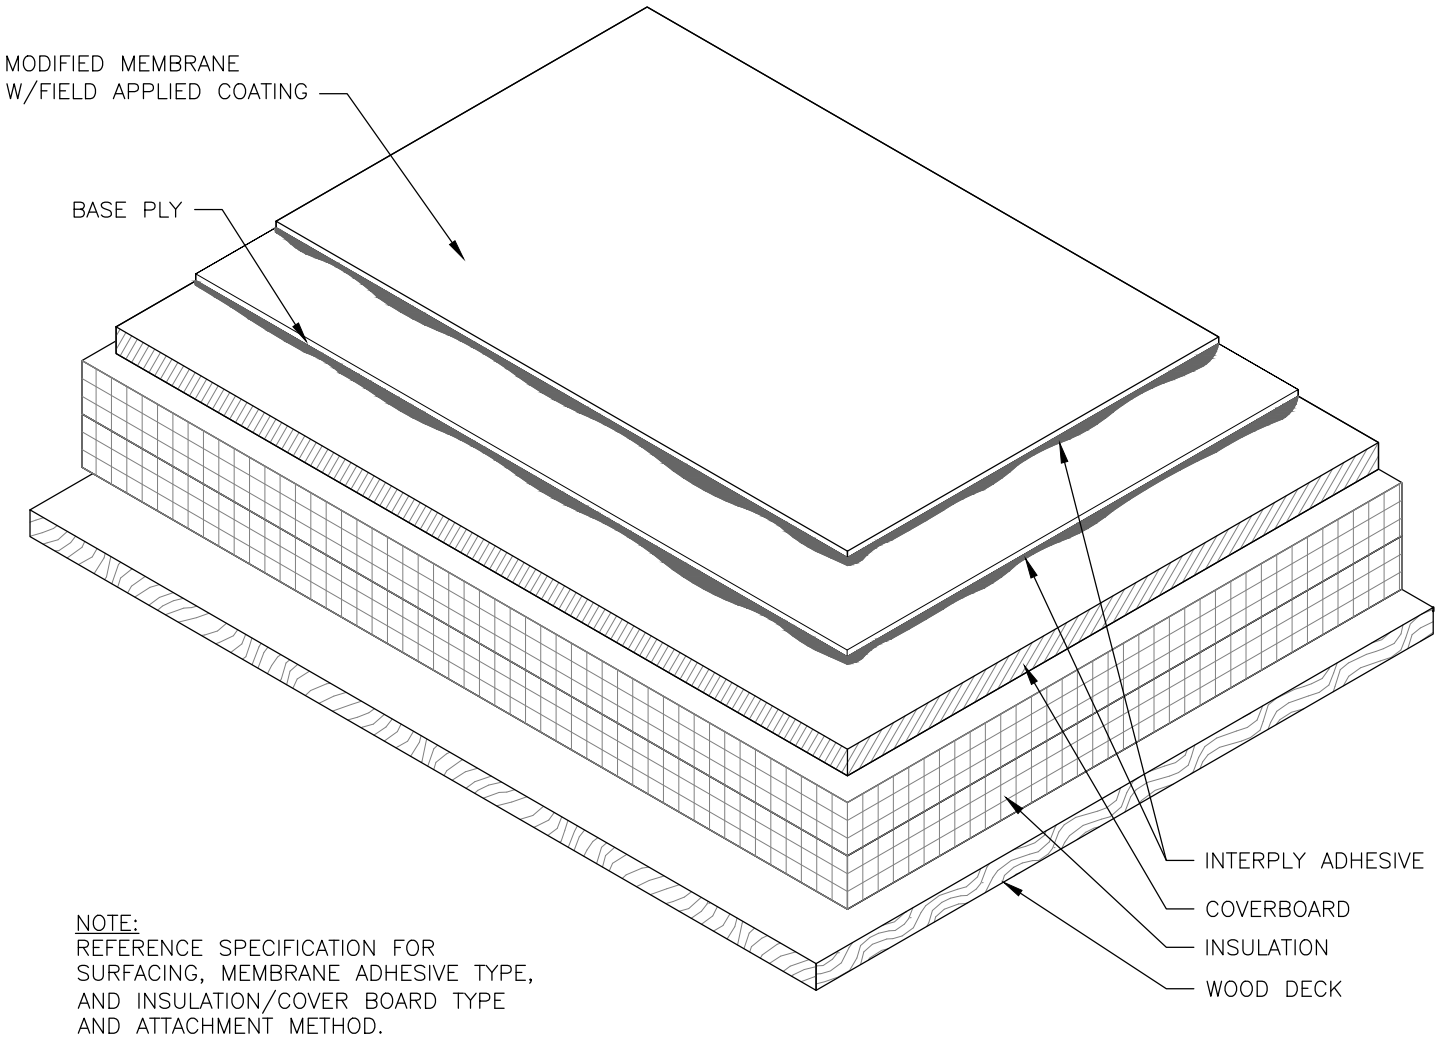 MODIFIED MEMBRANE
W/FIELD APPLIED COATING
BASE PLY
INTERPLY ADHESIVE
COVERBOARD
INSULATION
WOOD DECK
NOTE:
REFERENCE SPECIFICATION FOR
SURFACING, MEMBRANE ADHESIVE TYPE,
AND INSULATION/COVER BOARD TYPE
AND ATTACHMENT METHOD.